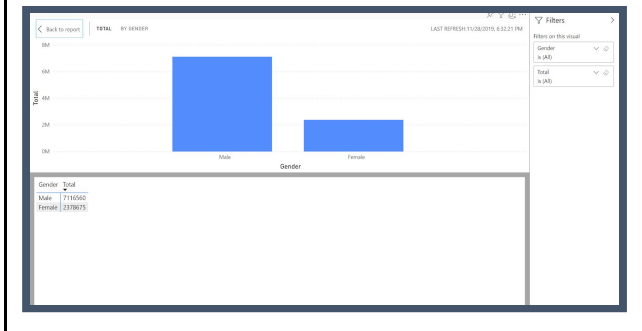 Back to report
TOTAL BY GENDER
LAST REFRESH:11/28/2019, 6:32:21 PM
8M
6M
4M
2M
0M
Total
Male Female
Gender
Gender Total
Male 7116560
Female 2378675
Filters
Filters on this visual
Gender
is (All)
Total
is (All)